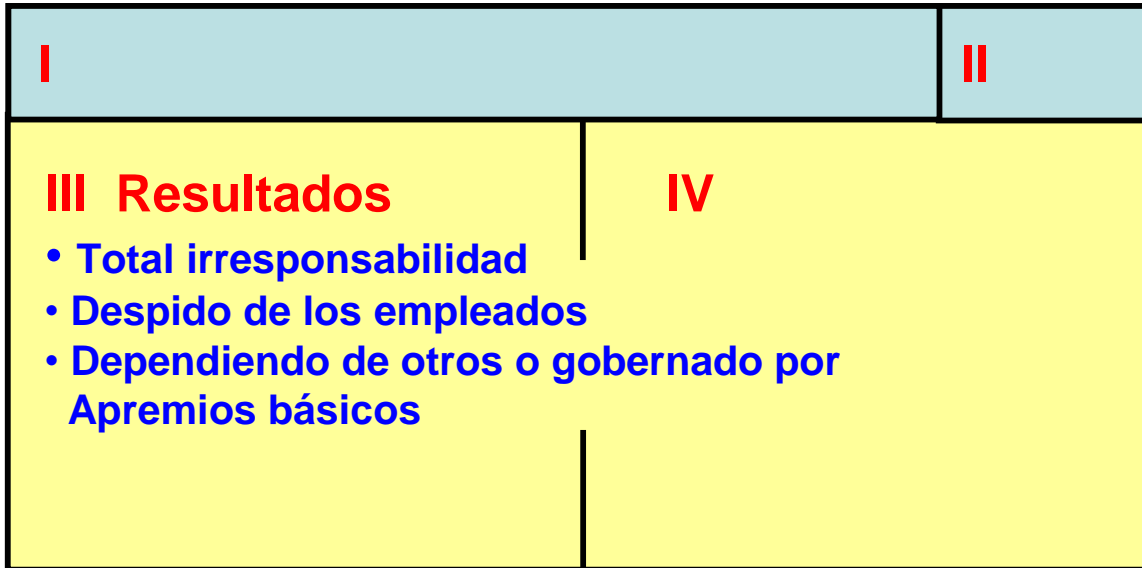 I
II
III Resultados
IV
• Total irresponsabilidad
• Despido de los empleados
• Dependiendo de otros o gobernado por
Apremios básicos